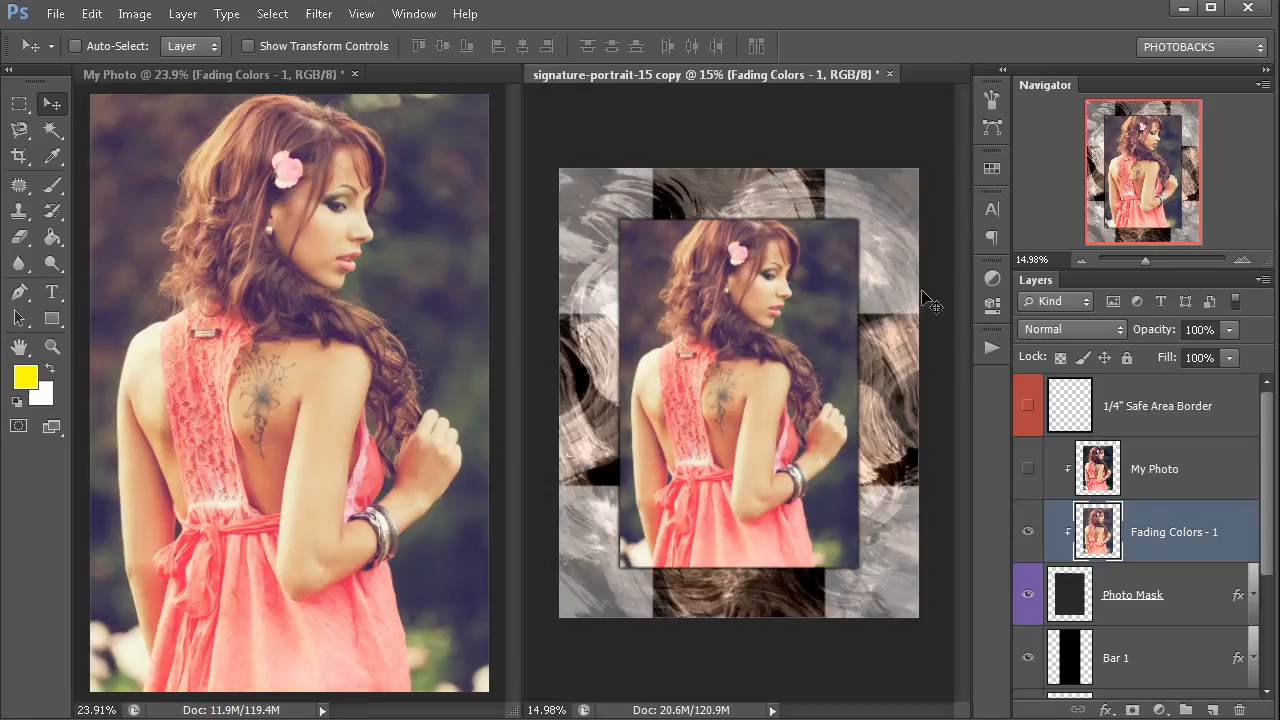 Ps File Edit Image Layer Type Select Filter View Window Help
Auto-Select: Layer Show Transform Controls PHOTOBACKS
My Photo @ 23.9% (Fading Colors - 1, RGB/8) * ×
signature-portrait-15 copy @ 15% (Fading Colors - 1, RGB/8) * ×
Navigator
14.98%
Layers
Kind
Normal Opacity: 100%
Lock: Fill: 100%
1/4" Safe Area Border
My Photo
Fading Colors - 1
Photo Mask fx
Bar 1 fx
23.91% Doc: 11.9M/119.4M
14.98% Doc: 20.6M/120.9M